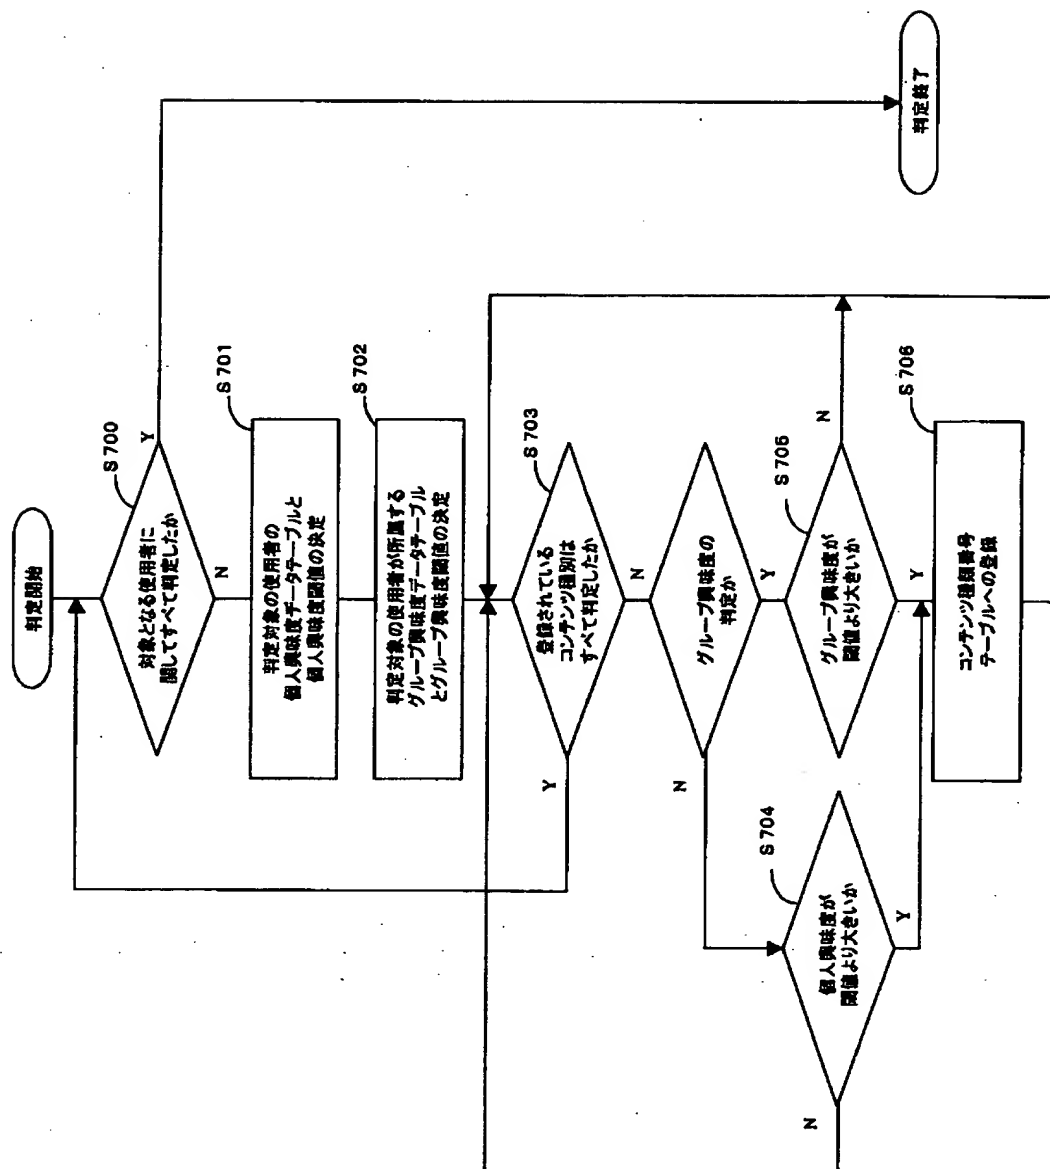 判定開始
S 700
対象となる使用者に
関してすべて判定したか
Y
N
S 701
判定対象の使用者の
個人興味度データテーブルと
個人興味度閾値の決定
S 702
判定対象の使用者が所属する
グループ興味度データテーブル
とグループ興味度閾値の決定
S 703
登録されている
コンテンツ種別は
すべて判定したか
Y
N
グループ興味度の
判定か
N
Y
S 704
個人興味度が
閾値より大きいか
N
Y
S 705
グループ興味度が
閾値より大きいか
N
Y
S 706
コンテンツ種類番号
テーブルへの登録
判定終了